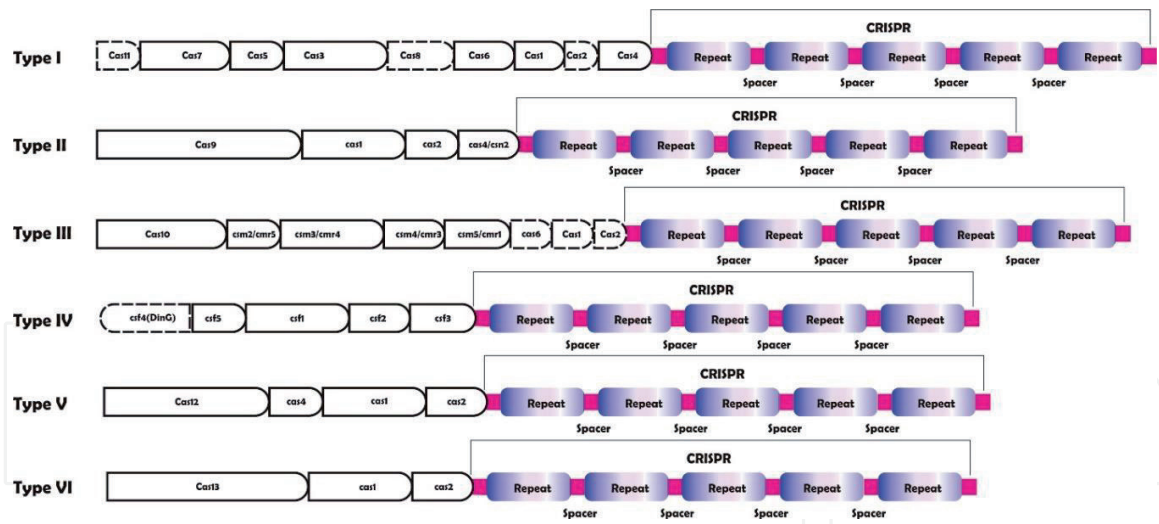 CRISPR
Type I Cas11 Cas7 Cas5 Cas3 Cas8 Cas6 Cas1 Cas2 Cas4 Repeat Repeat Repeat Repeat Repeat
Spacer Spacer Spacer Spacer
CRISPR
Type II Cas9 cas1 cas2 cas4/csn2 Repeat Repeat Repeat Repeat Repeat
Spacer Spacer Spacer Spacer
CRISPR
Type III Cas10 csm2/cmr5 csm3/cmr4 csm4/cmr3 csm5/cmr1 cas6 Cas1 Cas2 Repeat Repeat Repeat Repeat Repeat
Spacer Spacer Spacer Spacer
CRISPR
Type IV csf4(DinG) csf5 csf1 csf2 csf3 Repeat Repeat Repeat Repeat Repeat
Spacer Spacer Spacer Spacer
CRISPR
Type V Cas12 cas4 cas1 cas2 Repeat Repeat Repeat Repeat Repeat
Spacer Spacer Spacer Spacer
CRISPR
Type VI Cas13 cas1 cas2 Repeat Repeat Repeat Repeat Repeat
Spacer Spacer Spacer Spacer